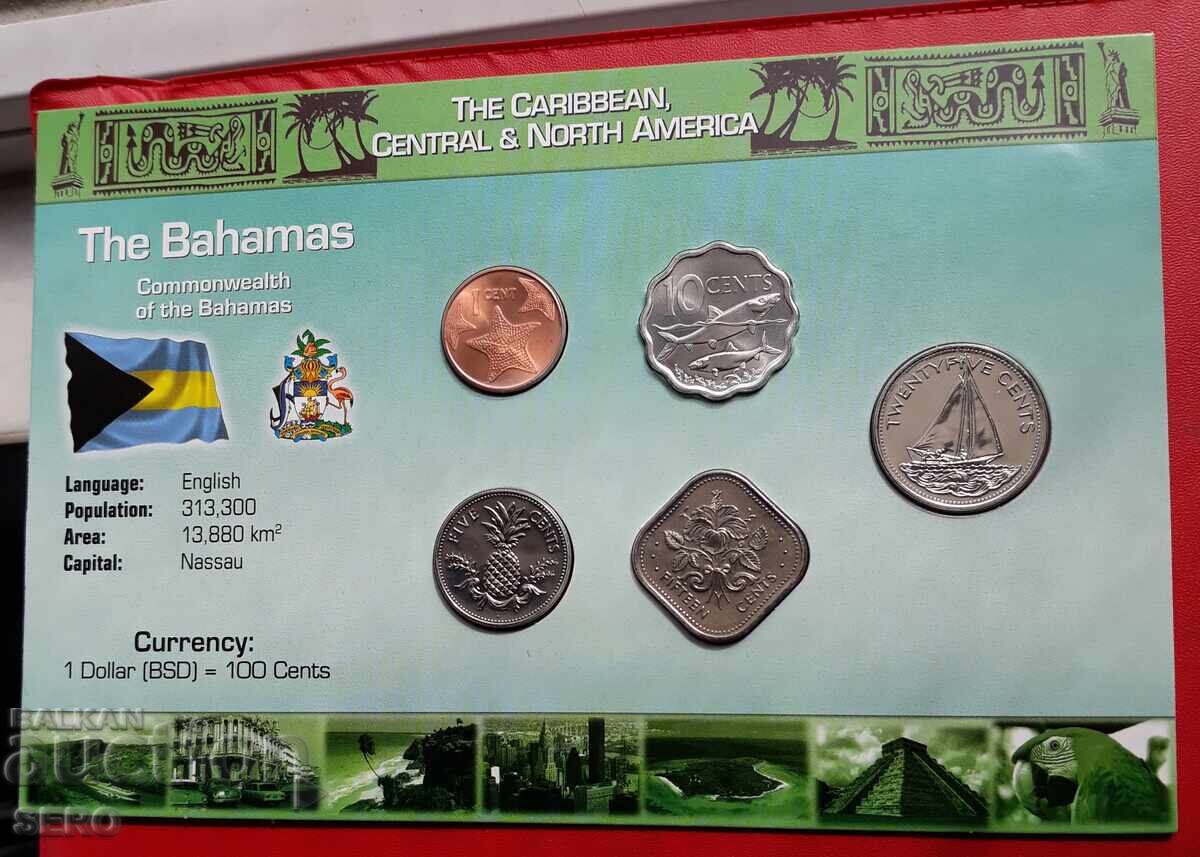 THE CARIBBEAN,
CENTRAL & NORTH AMERICA
The Bahamas
Commonwealth
of the Bahamas
Language: English
Population: 313,300
Area: 13,880 km²
Capital: Nassau
Currency:
1 Dollar (BSD) = 100 Cents
1 CENT
10 CENTS
TWENTYFIVE CENTS
FIVE CENTS
FIFTEEN CENTS
BALKAN
auction
SERO